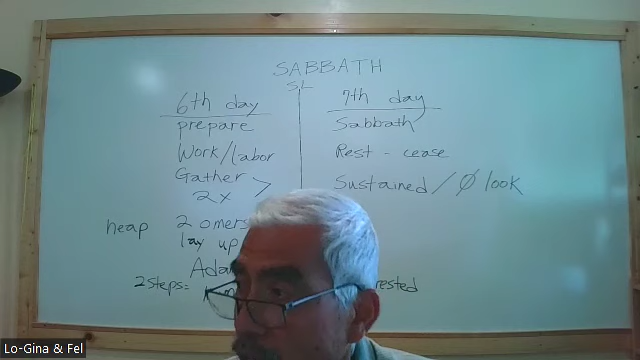 SABBATH
SL
6th day
prepare
Work/labor
Gather >
2x
heap 2 omers
lay up
2 steps:
7th day
Sabbath
Rest - cease
Sustained / Ø look
rested
Lo-Gina & Fel